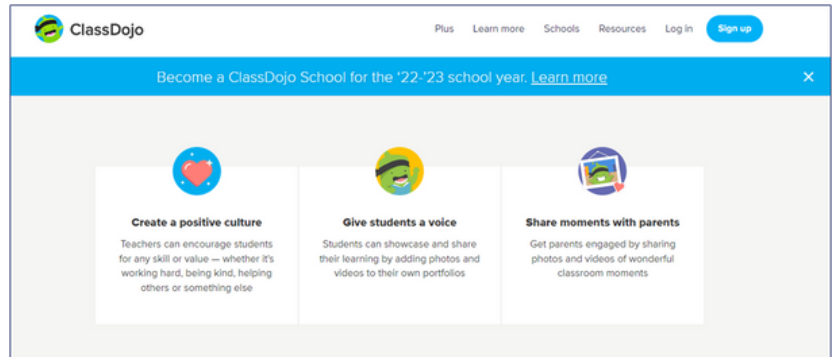 ClassDojo
Plus Learn more Schools Resources Log in Sign up
Become a ClassDojo School for the '22-'23 school year. Learn more
Create a positive culture
Teachers can encourage students
for any skill or value — whether it's
working hard, being kind, helping
others or something else
Give students a voice
Students can showcase and share
their learning by adding photos and
videos to their own portfolios
Share moments with parents
Get parents engaged by sharing
photos and videos of wonderful
classroom moments